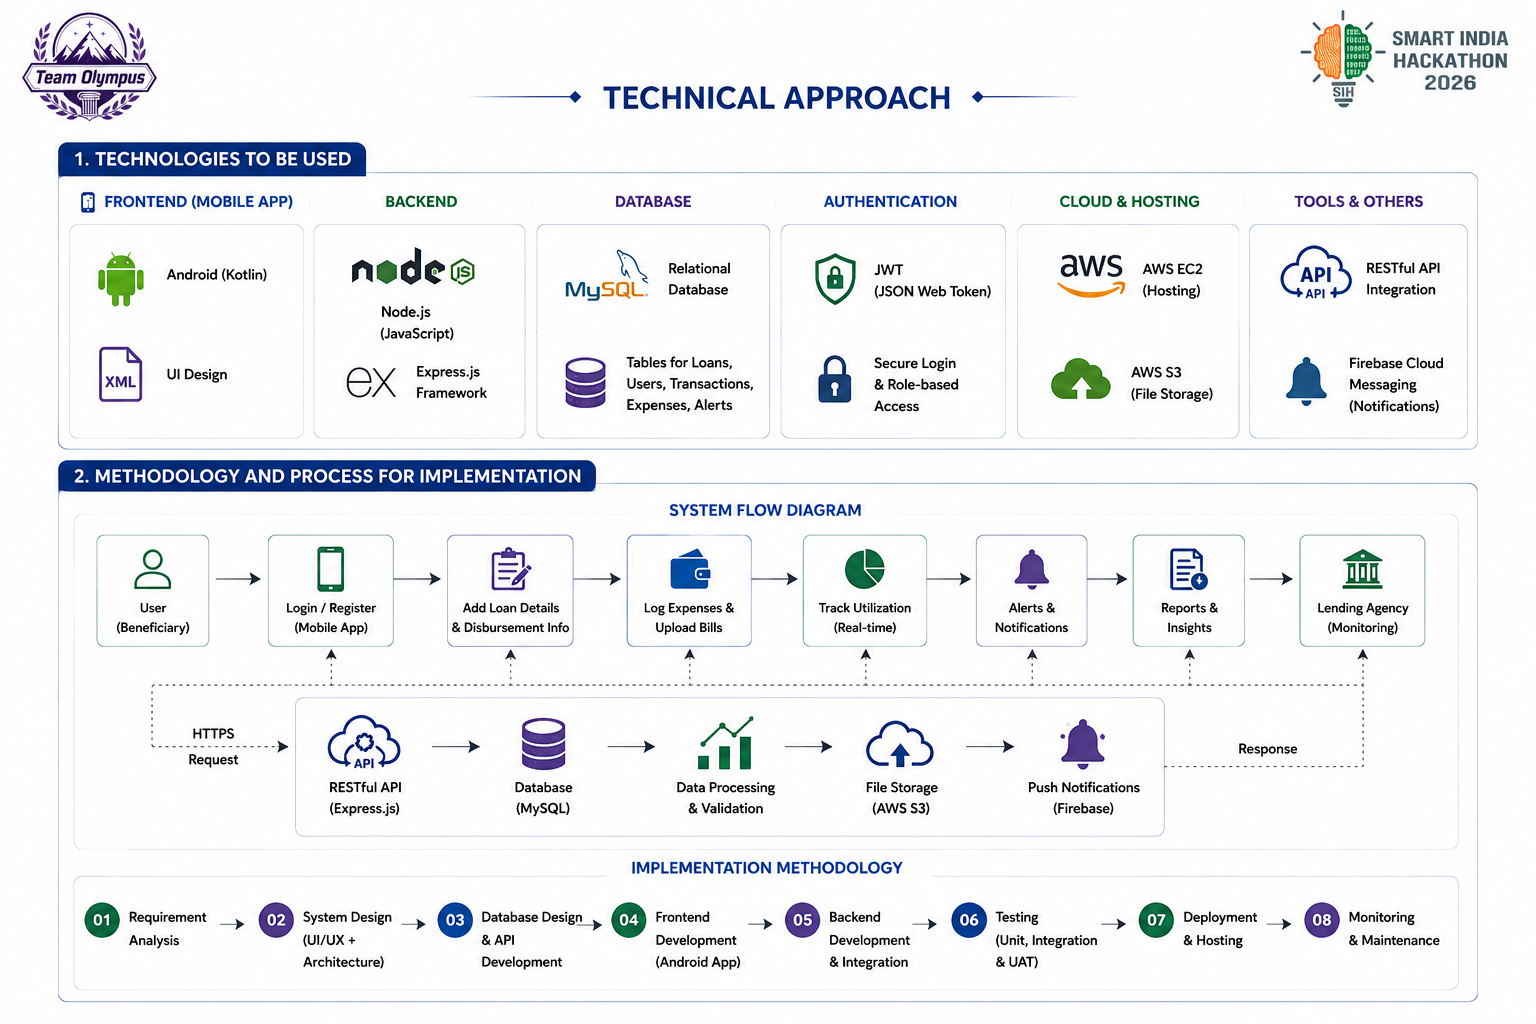 Team Olympus
SMART INDIA
HACKATHON
2026
SIH
TECHNICAL APPROACH
1. TECHNOLOGIES TO BE USED
FRONTEND (MOBILE APP)
Android (Kotlin)
XML
UI Design
BACKEND
node JS
Node.js
(JavaScript)
ex
Express.js
Framework
DATABASE
MySQL
Relational
Database
Tables for Loans,
Users, Transactions,
Expenses, Alerts
AUTHENTICATION
JWT
(JSON Web Token)
Secure Login
& Role-based
Access
CLOUD & HOSTING
aws
AWS EC2
(Hosting)
AWS S3
(File Storage)
TOOLS & OTHERS
API
API
RESTful API
Integration
Firebase Cloud
Messaging
(Notifications)
2. METHODOLOGY AND PROCESS FOR IMPLEMENTATION
SYSTEM FLOW DIAGRAM
User
(Beneficiary)
Login / Register
(Mobile App)
Add Loan Details
& Disbursement Info
Log Expenses &
Upload Bills
Track Utilization
(Real-time)
Alerts &
Notifications
Reports &
Insights
Lending Agency
(Monitoring)
HTTPS
Request
API
RESTful API
(Express.js)
Database
(MySQL)
Data Processing
& Validation
File Storage
(AWS S3)
Push Notifications
(Firebase)
Response
IMPLEMENTATION METHODOLOGY
01
Requirement
Analysis
02
System Design
(UI/UX +
Architecture)
03
Database Design
& API
Development
04
Frontend
Development
(Android App)
05
Backend
Development
& Integration
06
Testing
(Unit, Integration
& UAT)
07
Deployment
& Hosting
08
Monitoring
& Maintenance